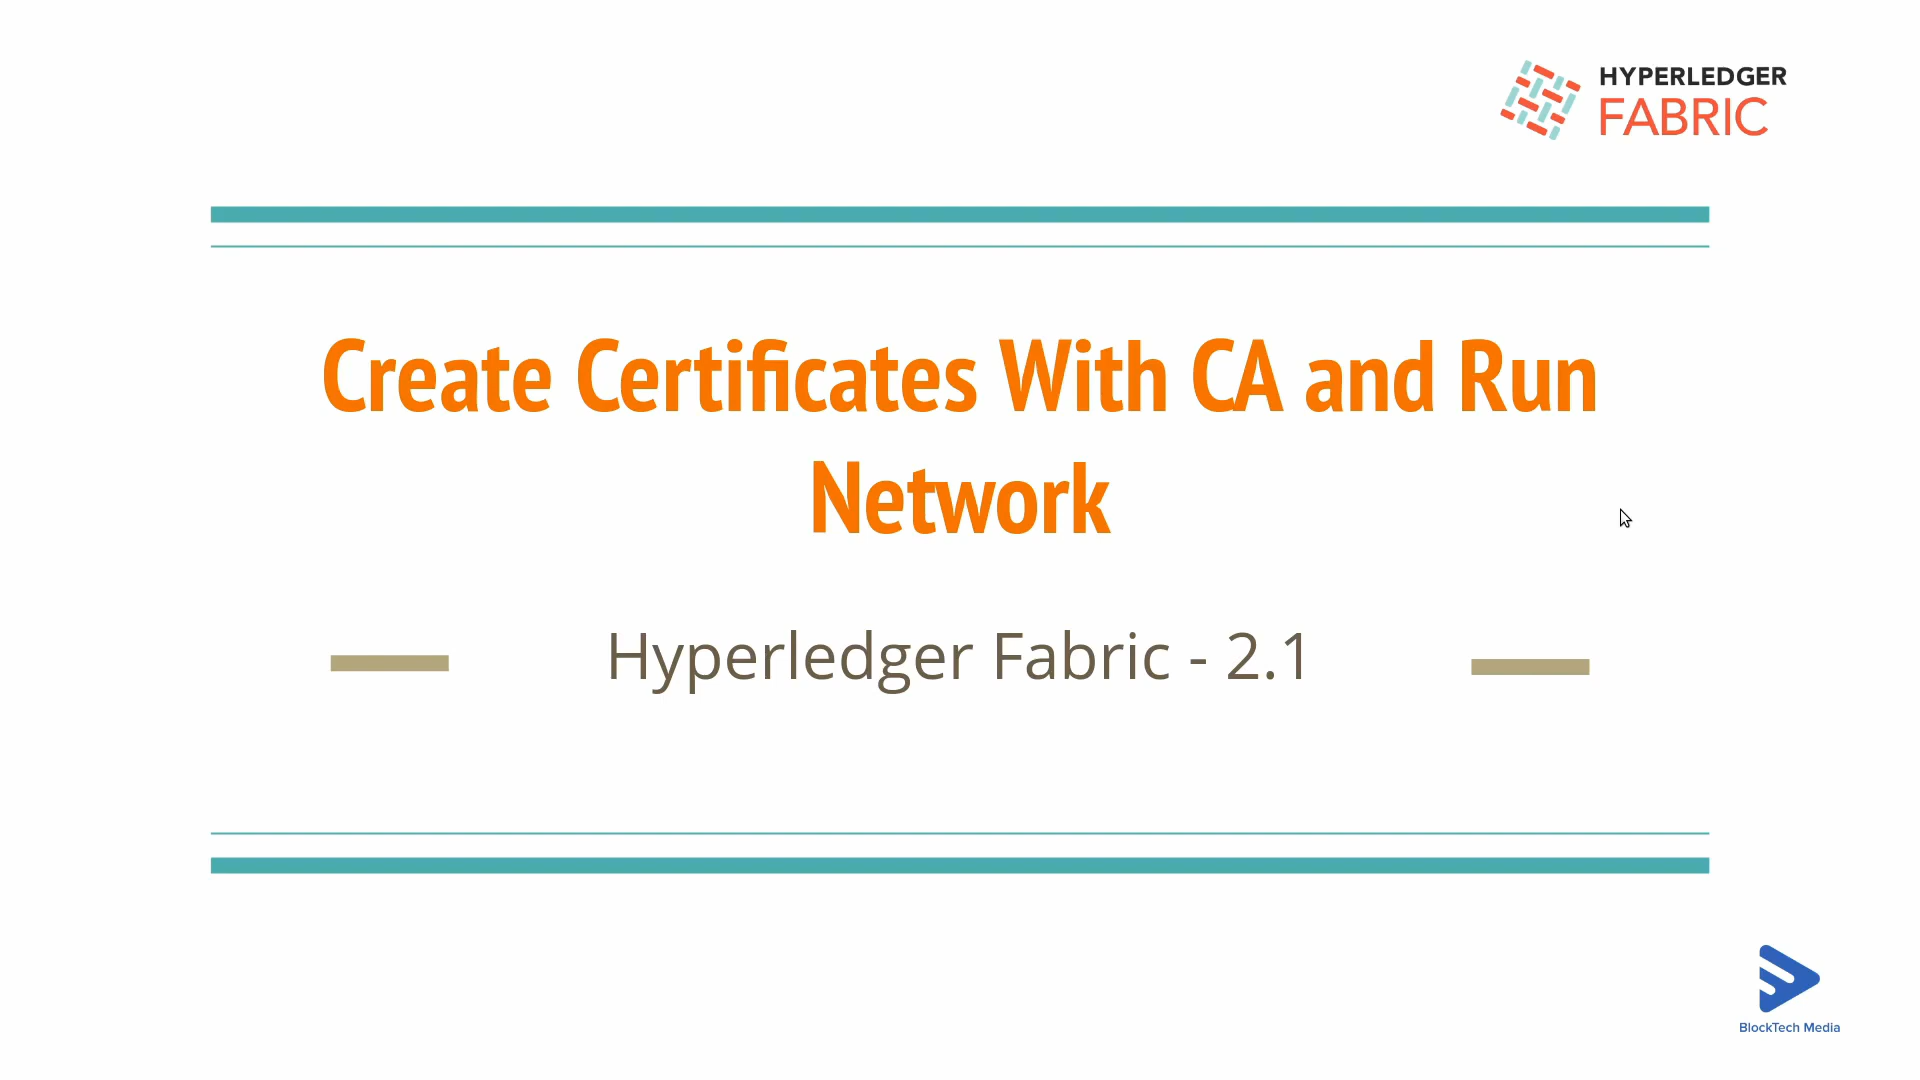 HYPERLEDGER
FABRIC
Create Certificates With CA and Run
Network
Hyperledger Fabric - 2.1
BlockTech Media